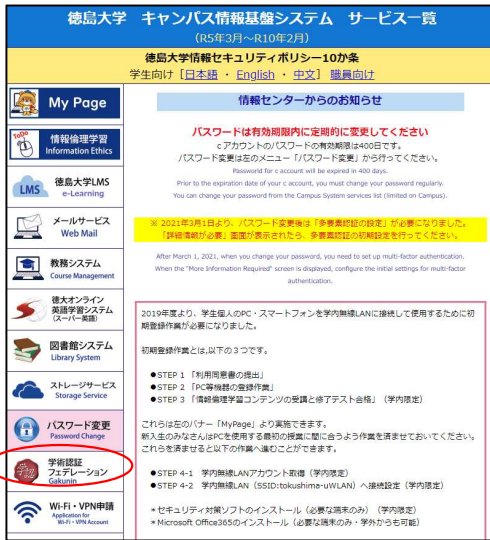 徳島大学 キャンパス情報基盤システム サービス一覧
(R5年3月~R10年2月)
徳島大学情報セキュリティポリシー10か条
学生向け [日本語 ・ English ・ 中文] 職員向け
My Page
ToDo
情報倫理学習
Information Ethics
LMS
徳島大学LMS
e-Learning
メールサービス
Web Mail
教務システム
Course Management
徳大オンライン
英語学習システム
(スーパー英語)
図書館システム
Library System
ストレージサービス
Storage Service
パスワード変更
Password Change
学術認証
フェデレーション
Gakunin
Wi-Fi・VPN申請
Application for
Wi-Fi・VPN Account
情報センターからのお知らせ
パスワードは有効期限内に定期的に変更してください
cアカウントのパスワードの有効期限は400日です。
パスワード変更は左のメニュー「パスワード変更」から行ってください。
Password for c account will be expired in 400 days.
Prior to the expiration date of your c account, you must change your password regularly.
You can change your password from the Campus System services list (limited on Campus).
※ 2021年3月1日より、パスワード変更後は「多要素認証の設定」が必要になりました。
「詳細情報が必要」画面が表示されたら、多要素認証の初期設定を行ってください。
After March 1, 2021, when you change your password, you need to set up multi-factor authentication.
When the "More Information Required" screen is displayed, configure the initial settings for multi-factor
authentication.
2019年度より、学生個人のPC・スマートフォンを学内無線LANに接続して使用するために初
期登録作業が必要になりました。
初期登録作業とは,以下の3つです。
●STEP 1 「利用同意書の提出」
●STEP 2 「PC等機器の登録作業」
●STEP 3 「情報倫理学習コンテンツの受講と修了テスト合格」(学内限定)
これらは左のバナー「MyPage」より実施できます。
新入生のみなさんはPCを使用する最初の授業に間に合うよう作業を済ませておいてください。
これらを済ませると以下の作業へ進むことができます。
●STEP 4-1 学内無線LANアカウント取得(学内限定)
●STEP 4-2 学内無線LAN(SSID:tokushima-uWLAN)へ接続設定(学内限定)
*セキュリティ対策ソフトのインストール(必要な端末のみ)(学内限定)
*Microsoft Office365のインストール(必要な端末のみ・学外からも可能)